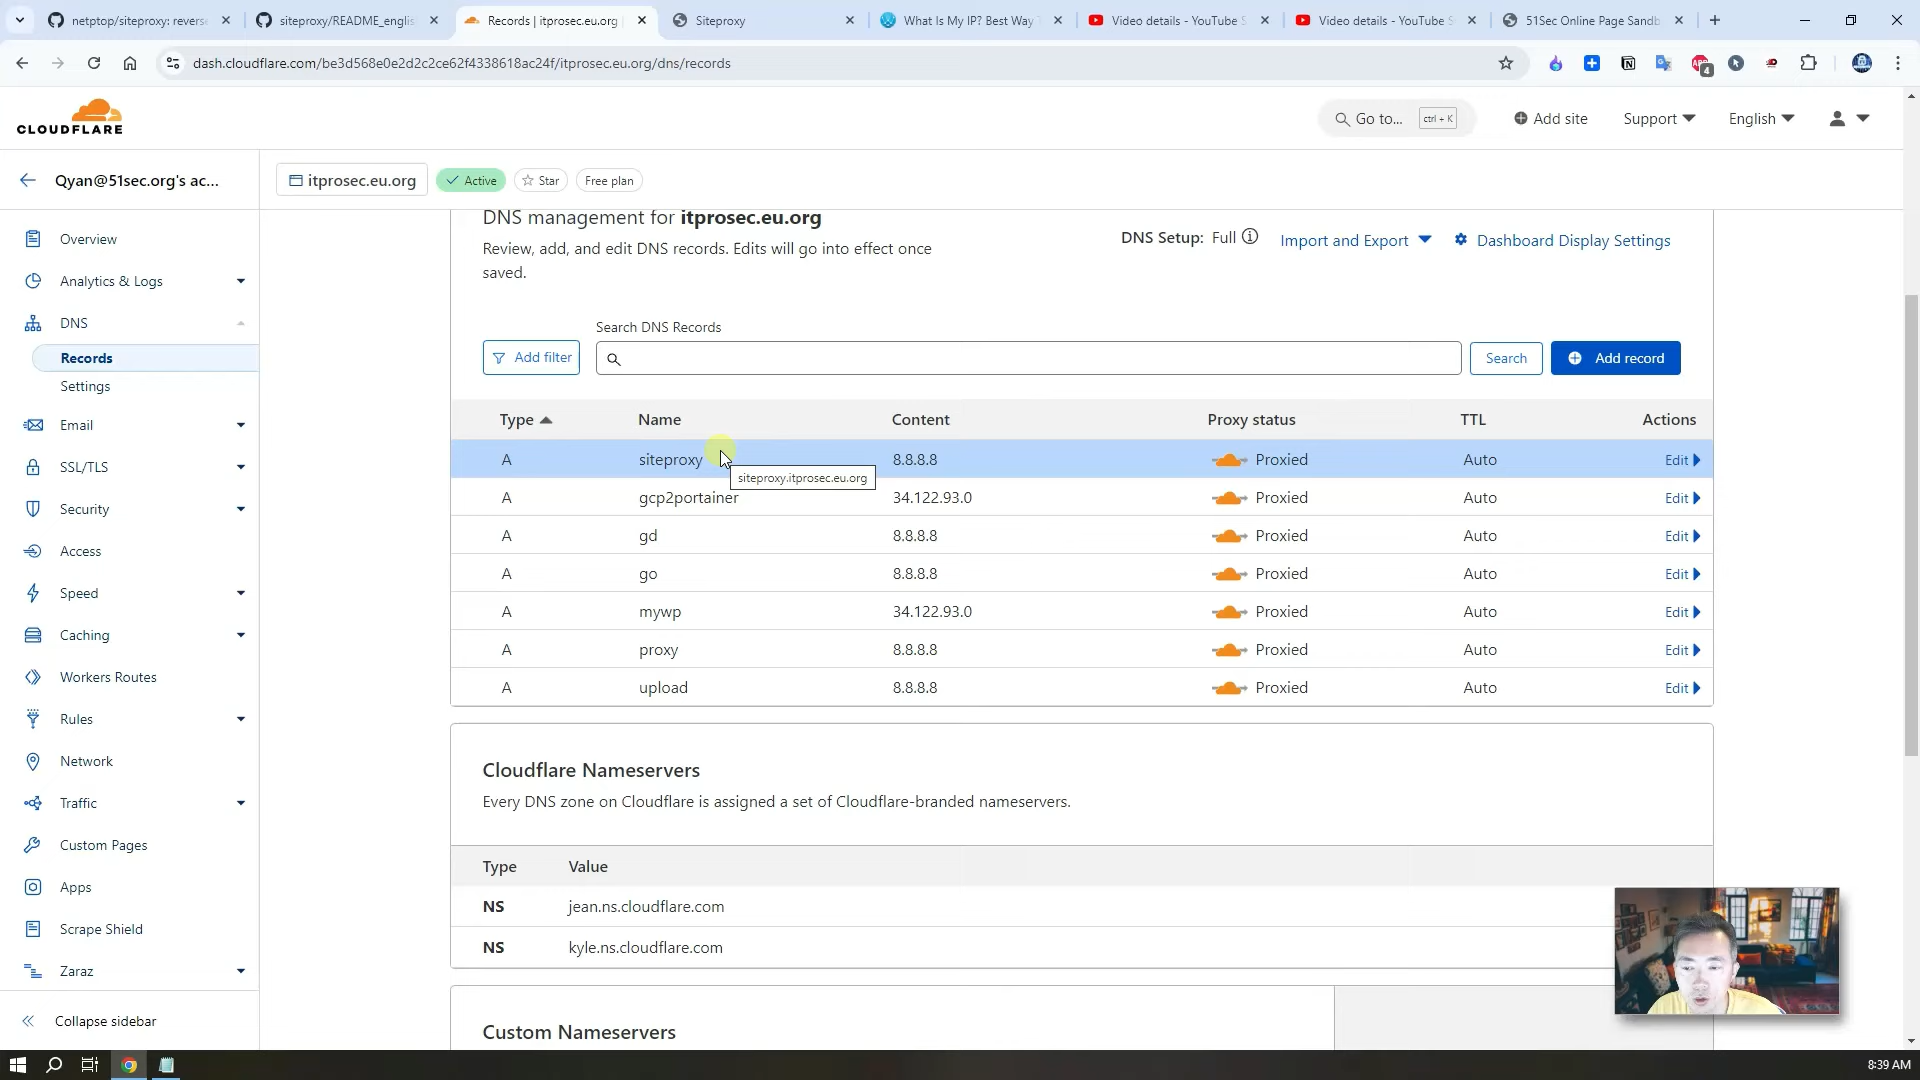 netptop/siteproxy: revers
siteproxy/README_englis
Records | itprosec.eu.org
Siteproxy
What Is My IP? Best Way
Video details - YouTube S
Video details - YouTube S
51Sec Online Page Sandb
dash.cloudflare.com/be3d568e0e2d2c2ce62f4338618ac24f/itprosec.eu.org/dns/records
4
CLOUDFLARE
Go to... ctrl + K
Add site
Support
English
Qyan@51sec.org's ac...
itprosec.eu.org
Active
Star
Free plan
Overview
Analytics & Logs
DNS
Records
Settings
Email
SSL/TLS
Security
Access
Speed
Caching
Workers Routes
Rules
Network
Traffic
Custom Pages
Apps
Scrape Shield
Zaraz
Collapse sidebar
DNS management for itprosec.eu.org
Review, add, and edit DNS records. Edits will go into effect once
saved.
DNS Setup: Full
Import and Export
Dashboard Display Settings
Search DNS Records
Add filter
Search
Add record
Type Name Content Proxy status TTL Actions
A siteproxy 8.8.8.8 Proxied Auto Edit
siteproxy.itprosec.eu.org
A gcp2portainer 34.122.93.0 Proxied Auto Edit
A gd 8.8.8.8 Proxied Auto Edit
A go 8.8.8.8 Proxied Auto Edit
A mywp 34.122.93.0 Proxied Auto Edit
A proxy 8.8.8.8 Proxied Auto Edit
A upload 8.8.8.8 Proxied Auto Edit
Cloudflare Nameservers
Every DNS zone on Cloudflare is assigned a set of Cloudflare-branded nameservers.
Type Value
NS jean.ns.cloudflare.com
NS kyle.ns.cloudflare.com
Custom Nameservers
8:39 AM